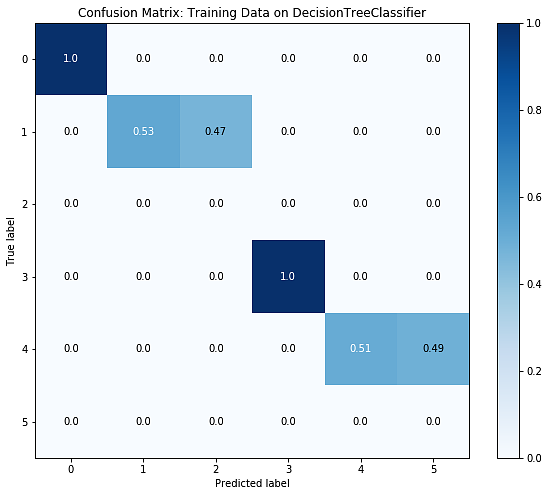 Confusion Matrix: Training Data on DecisionTreeClassifier
0 1.0 0.0 0.0 0.0 0.0 0.0
1 0.0 0.53 0.47 0.0 0.0 0.0
2 0.0 0.0 0.0 0.0 0.0 0.0
3 0.0 0.0 0.0 1.0 0.0 0.0
4 0.0 0.0 0.0 0.0 0.51 0.49
5 0.0 0.0 0.0 0.0 0.0 0.0
0 1 2 3 4 5
True label
Predicted label
1.0
0.8
0.6
0.4
0.2
0.0